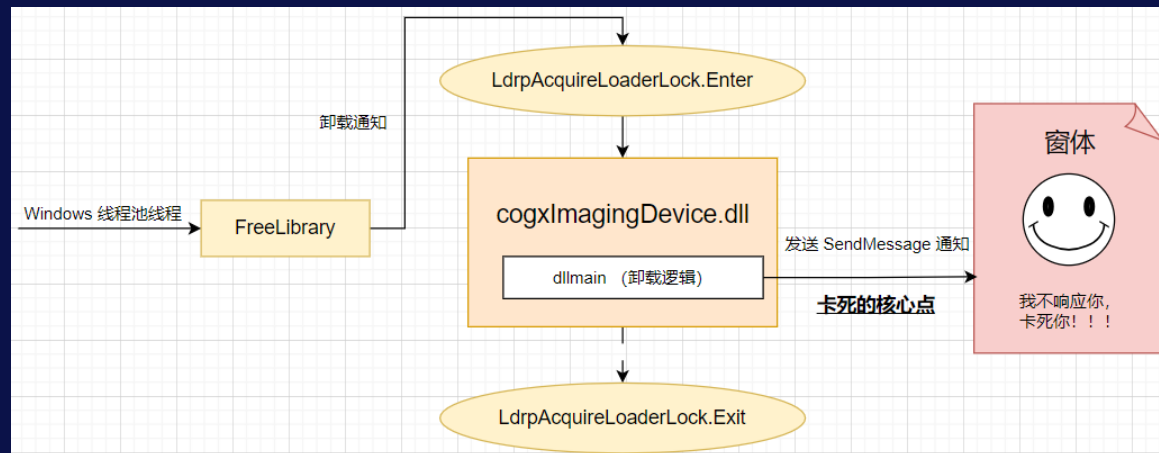 LdrpAcquireLoaderLock.Enter
卸载通知
窗体
Windows 线程池线程
FreeLibrary
cogxImagingDevice.dll
发送 SendMessage 通知
dllmain （卸载逻辑）
卡死的核心点
我不响应你，
卡死你！！！
LdrpAcquireLoaderLock.Exit